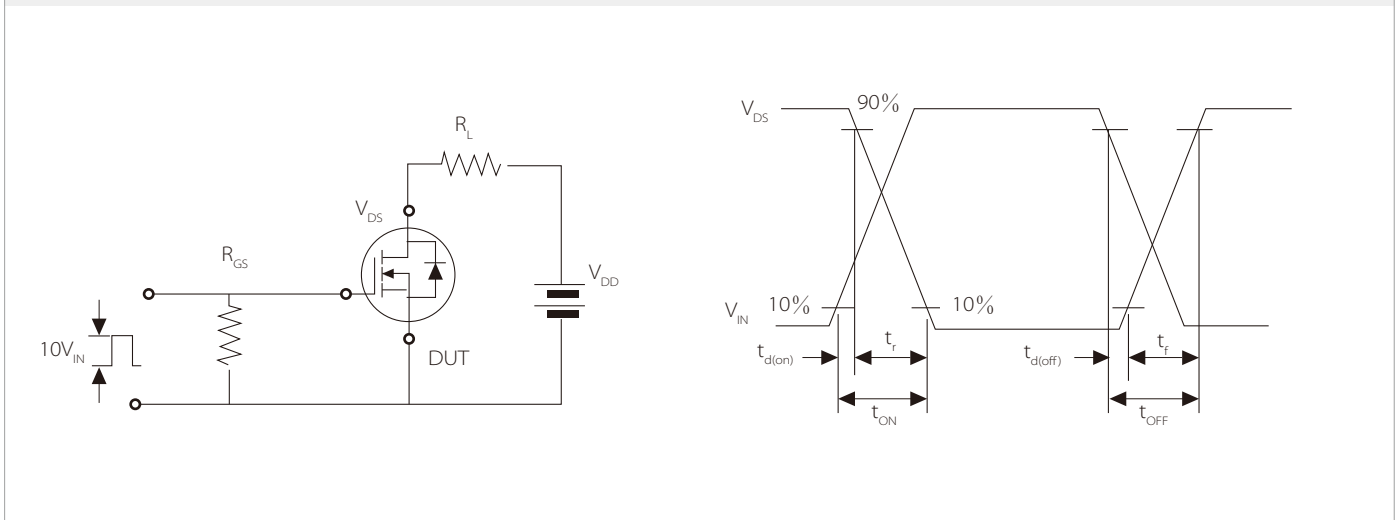 R_L
V_DS
R_GS
V_DD
10V_IN
DUT
V_DS 90%
V_IN 10% 10%
t_d(on) t_r t_d(off) t_f
t_ON t_OFF